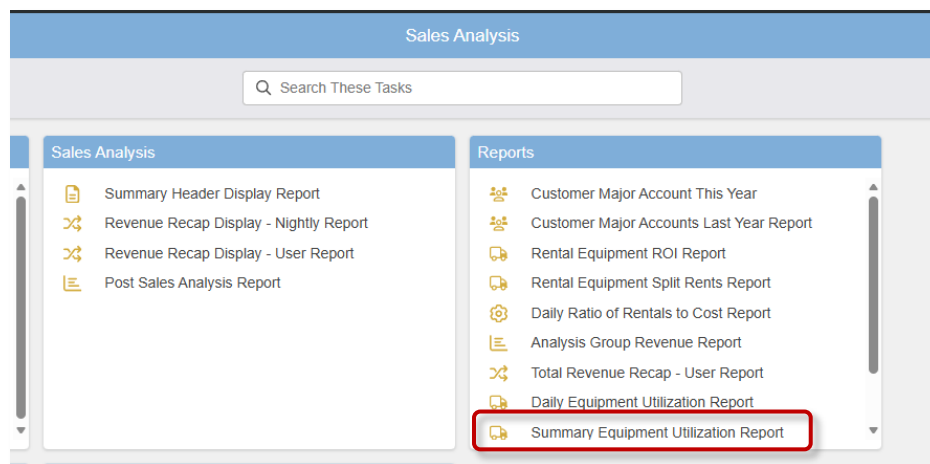 Sales Analysis
Search These Tasks
Sales Analysis
Summary Header Display Report
Revenue Recap Display - Nightly Report
Revenue Recap Display - User Report
Post Sales Analysis Report
Reports
Customer Major Account This Year
Customer Major Accounts Last Year Report
Rental Equipment ROI Report
Rental Equipment Split Rents Report
Daily Ratio of Rentals to Cost Report
Analysis Group Revenue Report
Total Revenue Recap - User Report
Daily Equipment Utilization Report
Summary Equipment Utilization Report